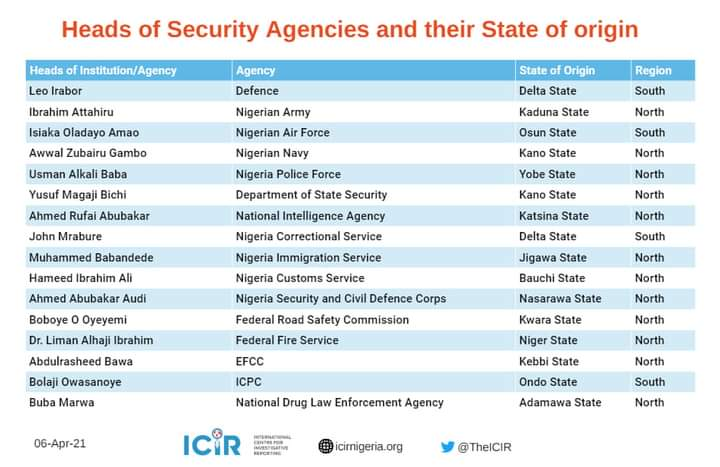 Heads of Security Agencies and their State of origin
Heads of Institution/Agency Agency State of Origin Region
Leo Irabor Defence Delta State South
Ibrahim Attahiru Nigerian Army Kaduna State North
Isiaka Oladayo Amao Nigerian Air Force Osun State South
Awwal Zubairu Gambo Nigerian Navy Kano State North
Usman Alkali Baba Nigeria Police Force Yobe State North
Yusuf Magaji Bichi Department of State Security Kano State North
Ahmed Rufai Abubakar National Intelligence Agency Katsina State North
John Mrabure Nigeria Correctional Service Delta State South
Muhammed Babandede Nigeria Immigration Service Jigawa State North
Hameed Ibrahim Ali Nigeria Customs Service Bauchi State North
Ahmed Abubakar Audi Nigeria Security and Civil Defence Corps Nasarawa State North
Boboye O Oyeyemi Federal Road Safety Commission Kwara State North
Dr. Liman Alhaji Ibrahim Federal Fire Service Niger State North
Abdulrasheed Bawa EFCC Kebbi State North
Bolaji Owasanoye ICPC Ondo State South
Buba Marwa National Drug Law Enforcement Agency Adamawa State North
06-Apr-21
ICIR
INTERNATIONAL
CENTRE FOR
INVESTIGATIVE
REPORTING
icirnigeria.org
@TheICIR